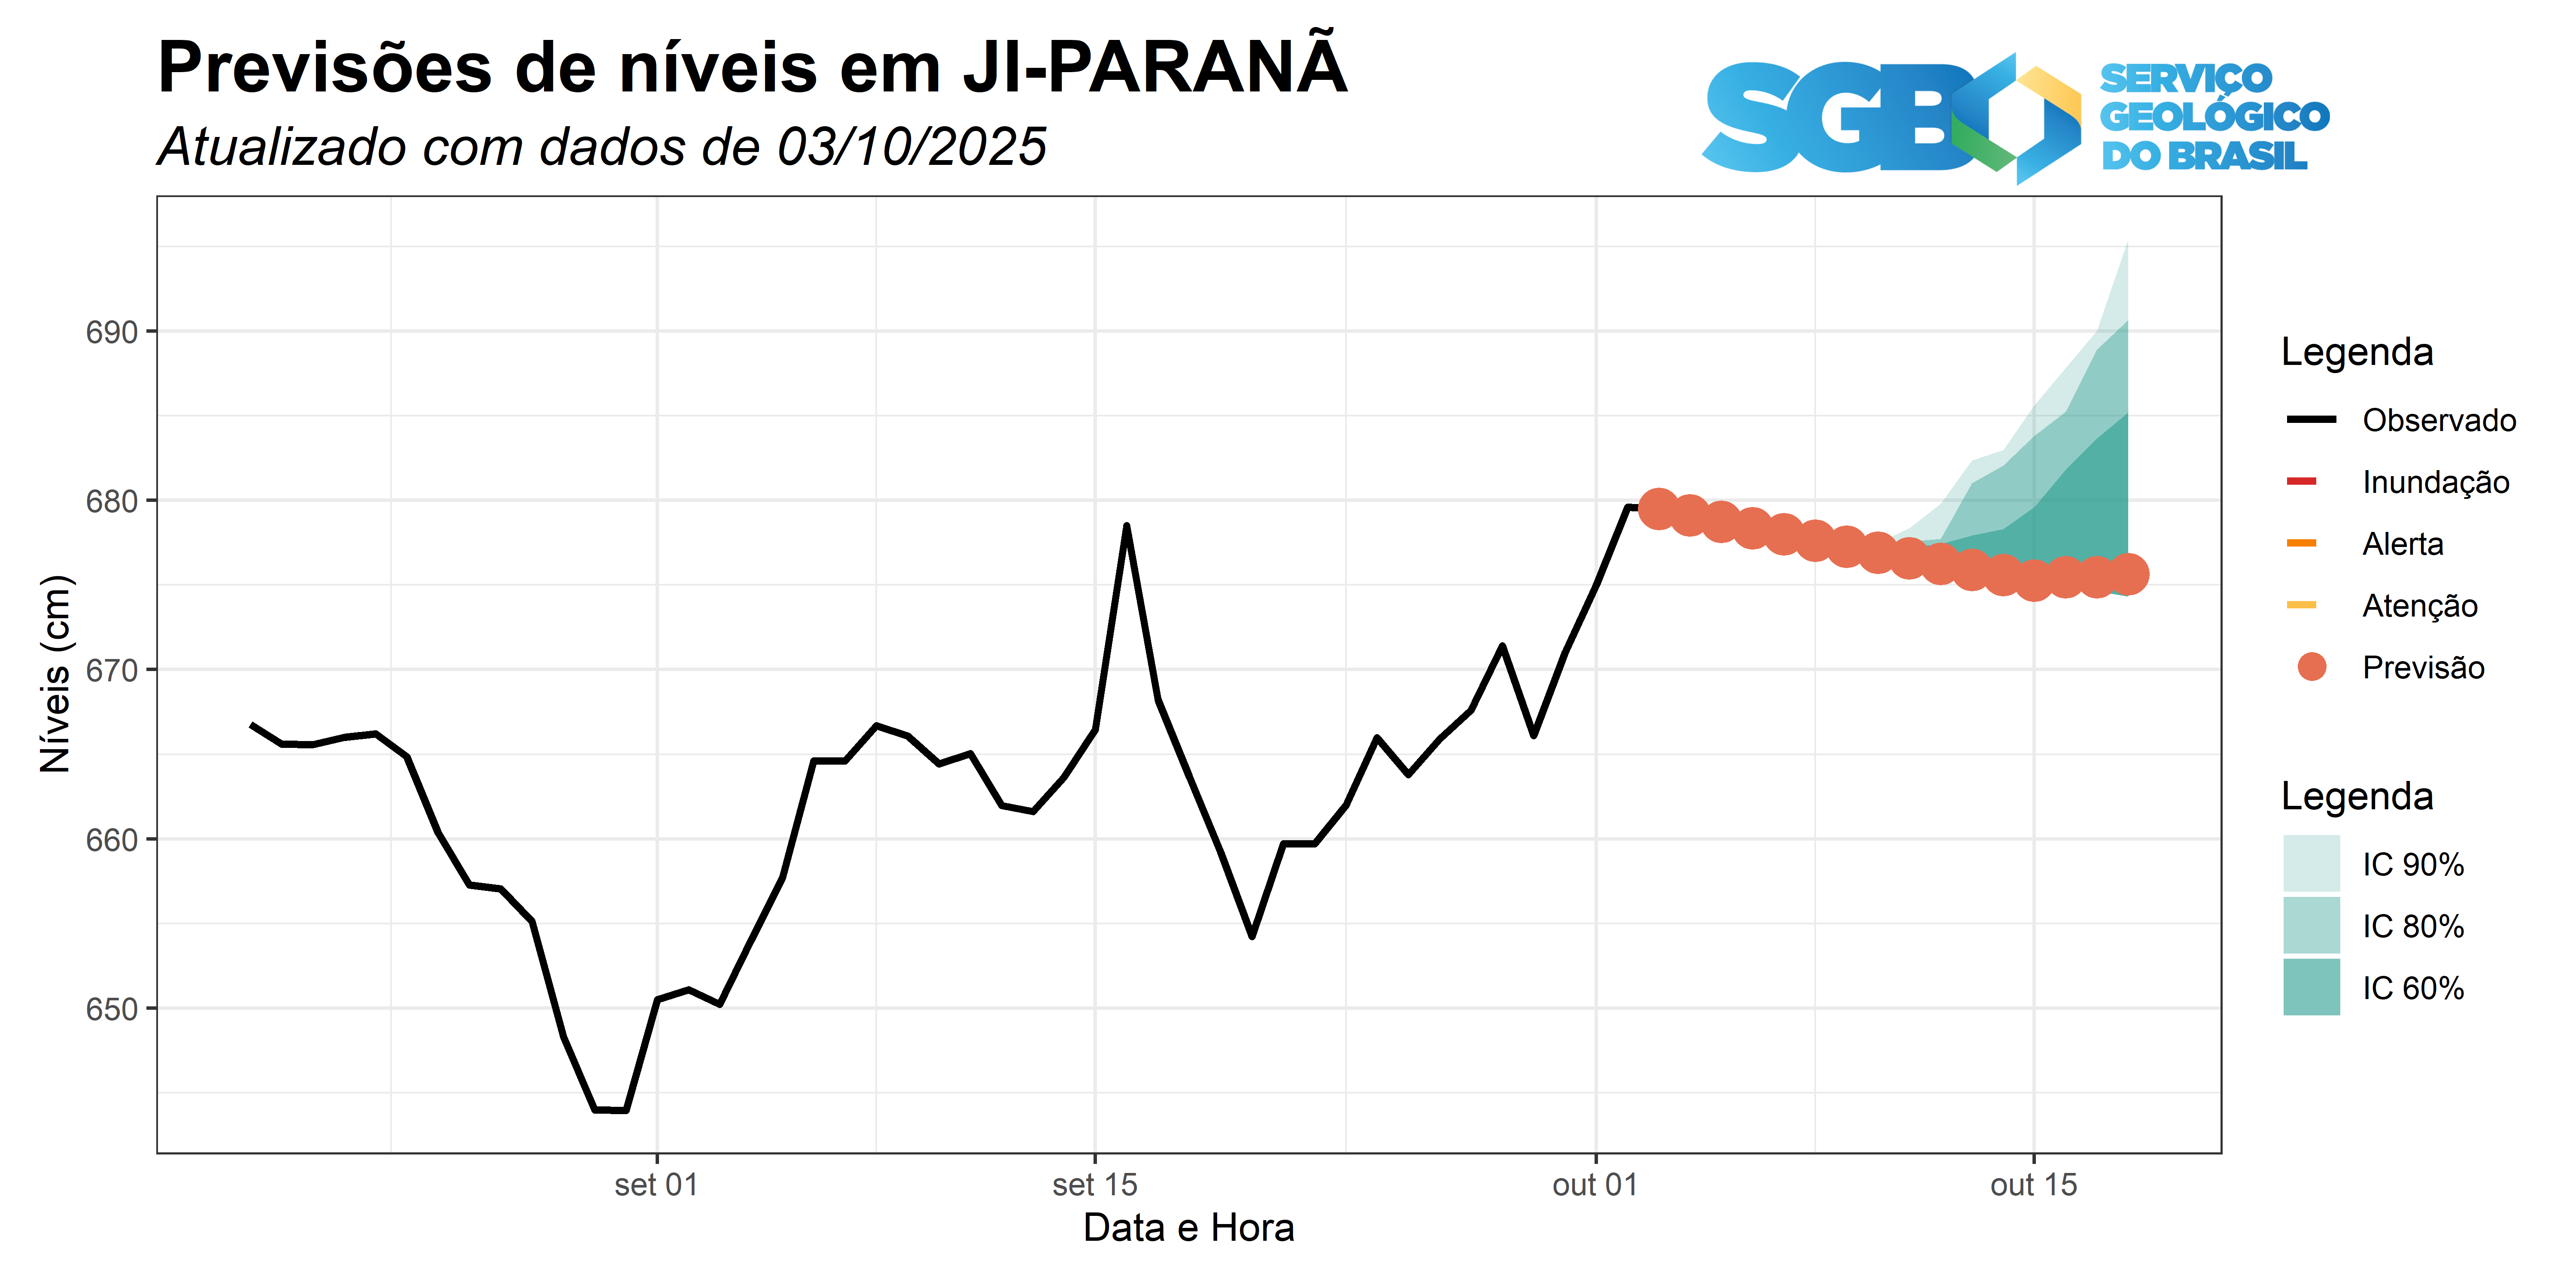 Previsões de níveis em JI-PARANÃ
Atualizado com dados de 03/10/2025
SGB
SERVIÇO
GEOLÓGICO
DO BRASIL
Níveis (cm)
690
680
670
660
650
set 01
set 15
out 01
out 15
Data e Hora
Legenda
Observado
Inundação
Alerta
Atenção
Previsão
Legenda
IC 90%
IC 80%
IC 60%